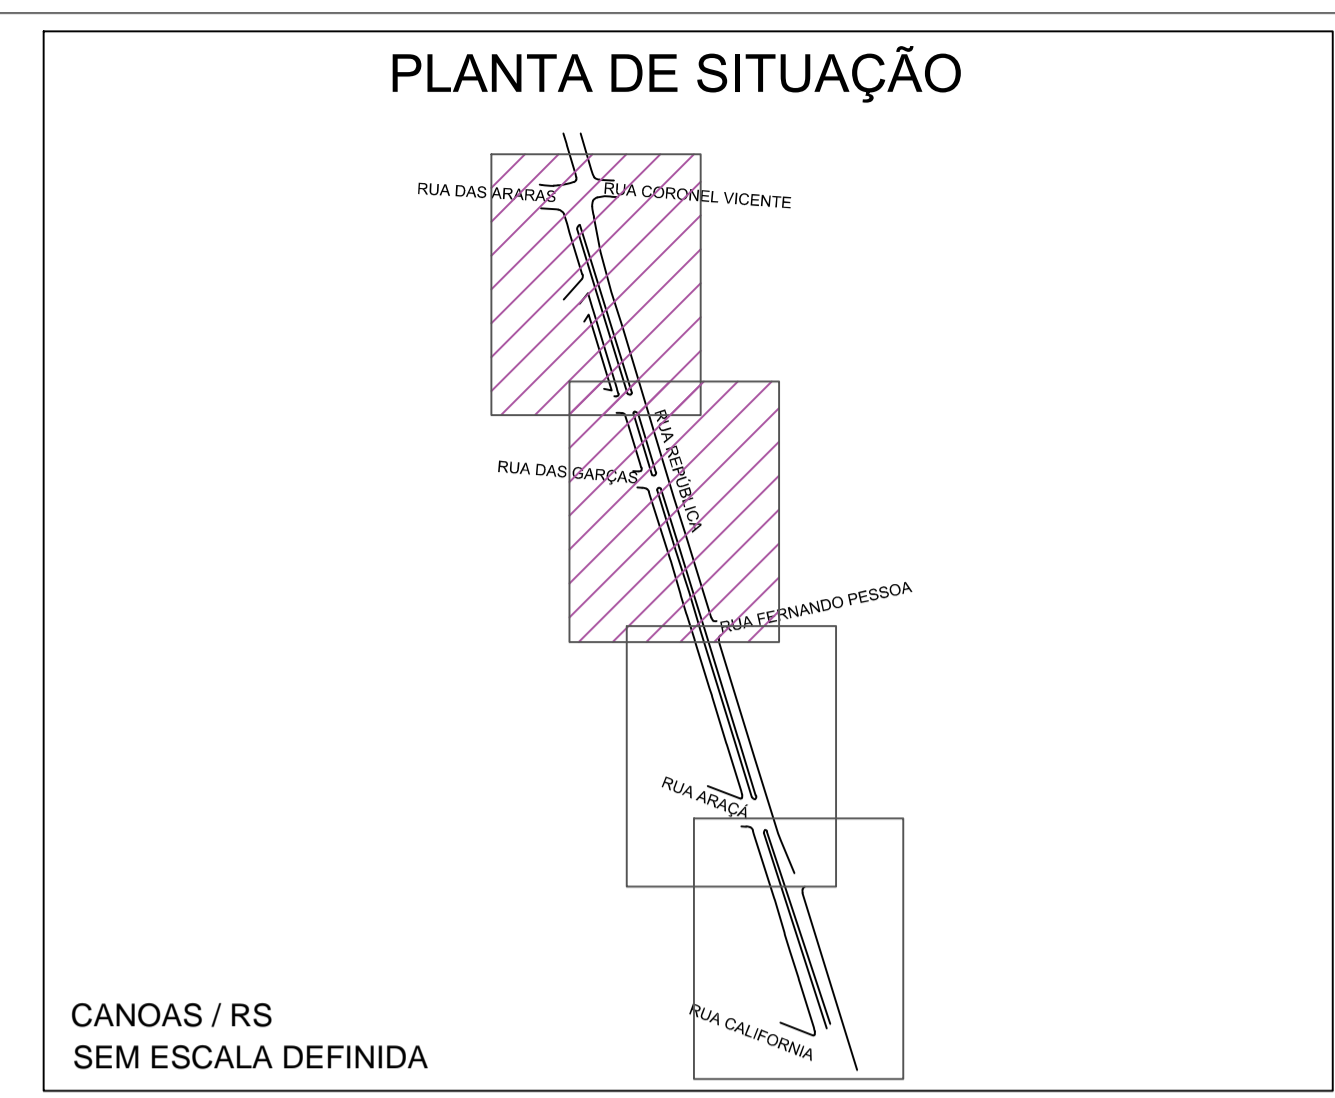 PLANTA DE SITUAÇÃO
RUA DAS ARARAS
RUA CORONEL VICENTE
RUA REPÚBLICA
RUA DAS GARÇAS
RUA FERNANDO PESSOA
RUA ARAÇÁ
RUA CALIFORNIA
CANOAS / RS
SEM ESCALA DEFINIDA